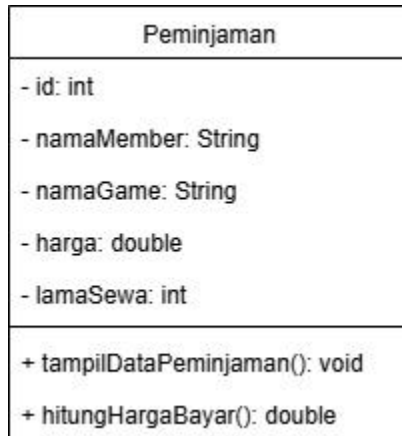 Peminjaman
- id: int
- namaMember: String
- namaGame: String
- harga: double
- lamaSewa: int
+ tampilDataPeminjaman(): void
+ hitungHargaBayar(): double